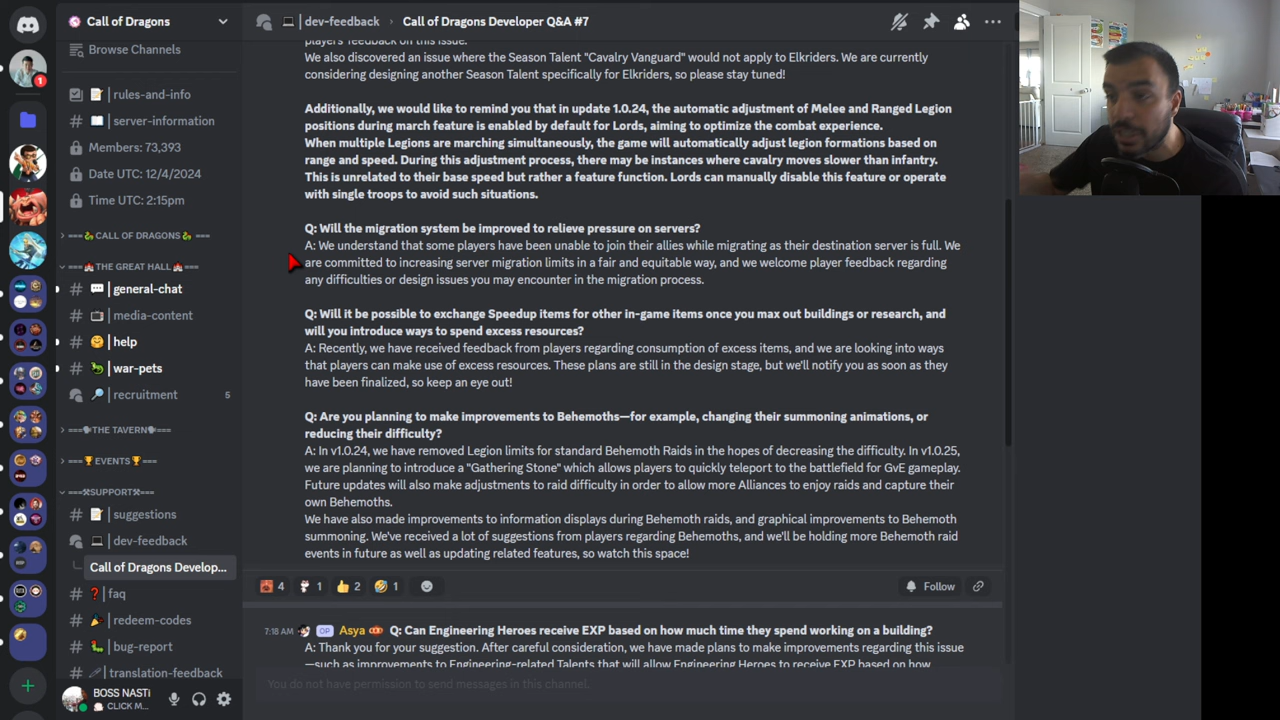 Call of Dragons
Browse Channels
rules-and-info
server-information
Members: 73,393
Date UTC: 12/4/2024
Time UTC: 2:15pm
===CALL OF DRAGONS ===
===THE GREAT HALL===
general-chat
media-content
help
war-pets
recruitment 5
===THE TAVERN===
===EVENTS===
===SUPPORT===
suggestions
dev-feedback
Call of Dragons Develop...
faq
redeem-codes
bug-report
translation-feedback
BOSS NASTi
CLICK M...
1
dev-feedback › Call of Dragons Developer Q&A #7
players feedback on this issue.
We also discovered an issue where the Season Talent "Cavalry Vanguard" would not apply to Elkriders. We are currently
considering designing another Season Talent specifically for Elkriders, so please stay tuned!
Additionally, we would like to remind you that in update 1.0.24, the automatic adjustment of Melee and Ranged Legion
positions during march feature is enabled by default for Lords, aiming to optimize the combat experience.
When multiple Legions are marching simultaneously, the game will automatically adjust legion formations based on
range and speed. During this adjustment process, there may be instances where cavalry moves slower than infantry.
This is unrelated to their base speed but rather a feature function. Lords can manually disable this feature or operate
with single troops to avoid such situations.
Q: Will the migration system be improved to relieve pressure on servers?
A: We understand that some players have been unable to join their allies while migrating as their destination server is full. We
are committed to increasing server migration limits in a fair and equitable way, and we welcome player feedback regarding
any difficulties or design issues you may encounter in the migration process.
Q: Will it be possible to exchange Speedup items for other in-game items once you max out buildings or research, and
will you introduce ways to spend excess resources?
A: Recently, we have received feedback from players regarding consumption of excess items, and we are looking into ways
that players can make use of excess resources. These plans are still in the design stage, but we'll notify you as soon as they
have been finalized, so keep an eye out!
Q: Are you planning to make improvements to Behemoths—for example, changing their summoning animations, or
reducing their difficulty?
A: In v1.0.24, we have removed Legion limits for standard Behemoth Raids in the hopes of decreasing the difficulty. In v1.0.25,
we are planning to introduce a "Gathering Stone" which allows players to quickly teleport to the battlefield for GvE gameplay.
Future updates will also make adjustments to raid difficulty in order to allow more Alliances to enjoy raids and capture their
own Behemoths.
We have also made improvements to information displays during Behemoth raids, and graphical improvements to Behemoth
summoning. We've received a lot of suggestions from players regarding Behemoths, and we'll be holding more Behemoth raid
events in future as well as updating related features, so watch this space!
4 1 2 1 Follow
7:18 AM OP Asya Q: Can Engineering Heroes receive EXP based on how much time they spend working on a building?
A: Thank you for your suggestion. After careful consideration, we have made plans to make improvements regarding this issue
—such as improvements to Engineering-related Talents that will allow Engineering Heroes to receive EXP based on how
You do not have permission to send messages in this channel.